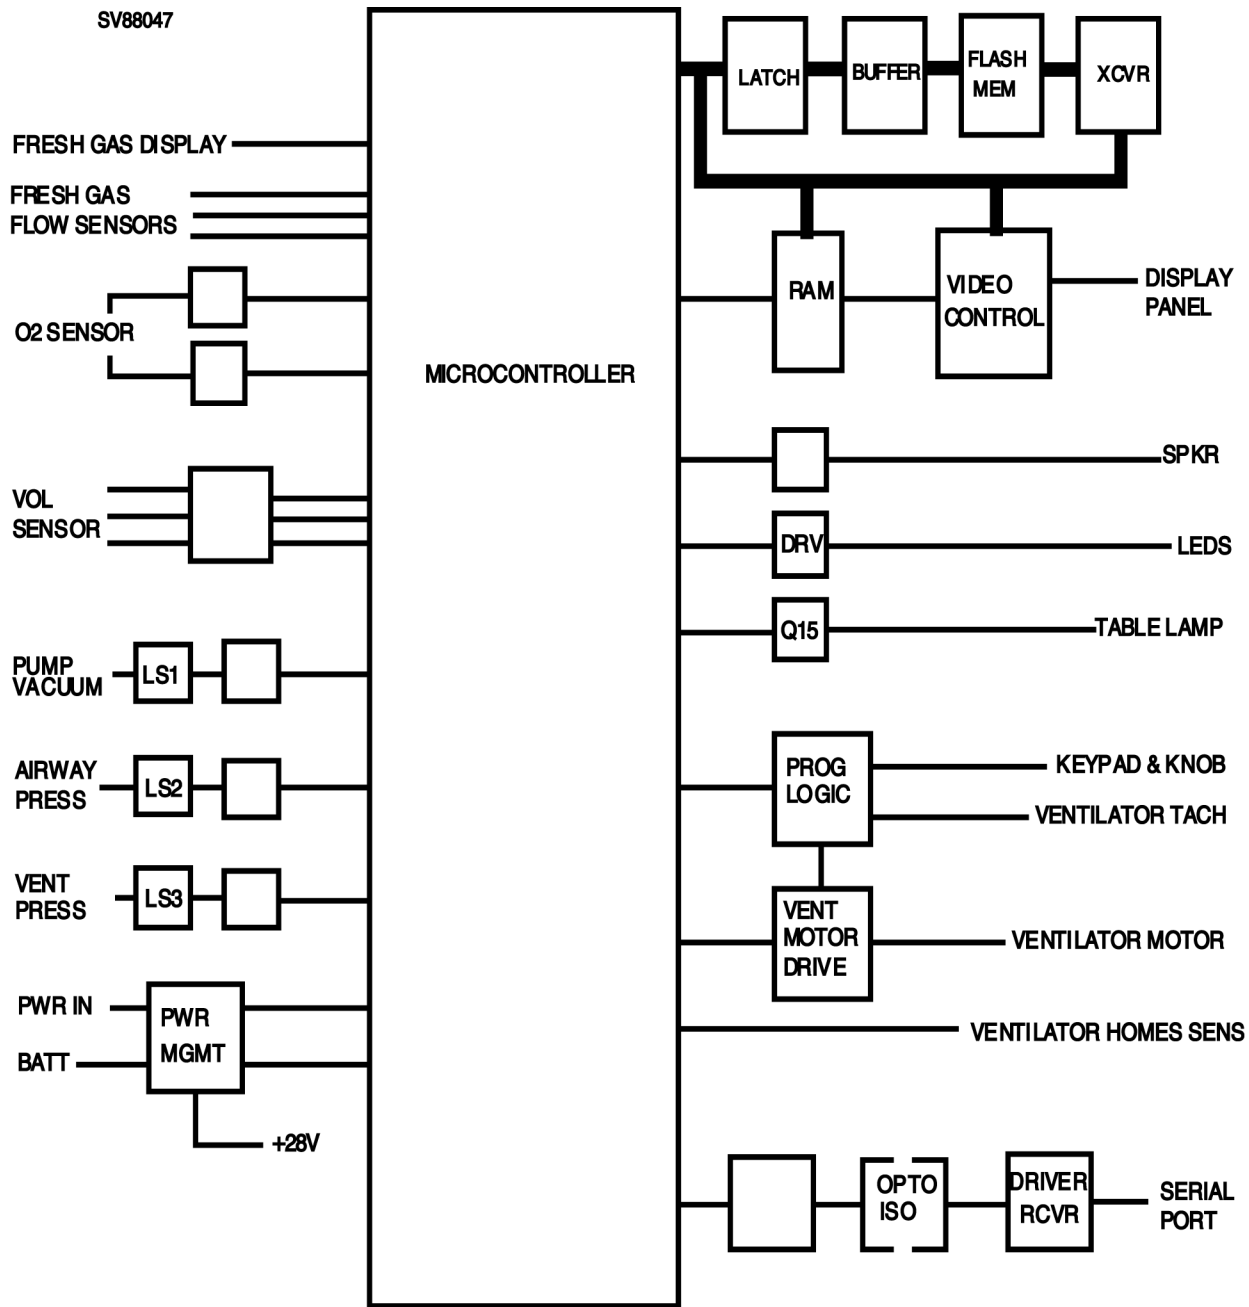 SV88047
FRESH GAS DISPLAY
FRESH GAS
FLOW SENSORS
O2 SENSOR
VOL
SENSOR
PUMP
VACUUM
LS1
AIRWAY
PRESS
LS2
VENT
PRESS
LS3
PWR IN
BATT
PWR
MGMT
+28V
MICROCONTROLLER
LATCH
BUFFER
FLASH
MEM
XCVR
RAM
VIDEO
CONTROL
DISPLAY
PANEL
SPKR
DRV
LEDS
Q15
TABLE LAMP
PROG
LOGIC
KEYPAD & KNOB
VENTILATOR TACH
VENT
MOTOR
DRIVE
VENTILATOR MOTOR
VENTILATOR HOMES SENS
OPTO
ISO
DRIVER
RCVR
SERIAL
PORT